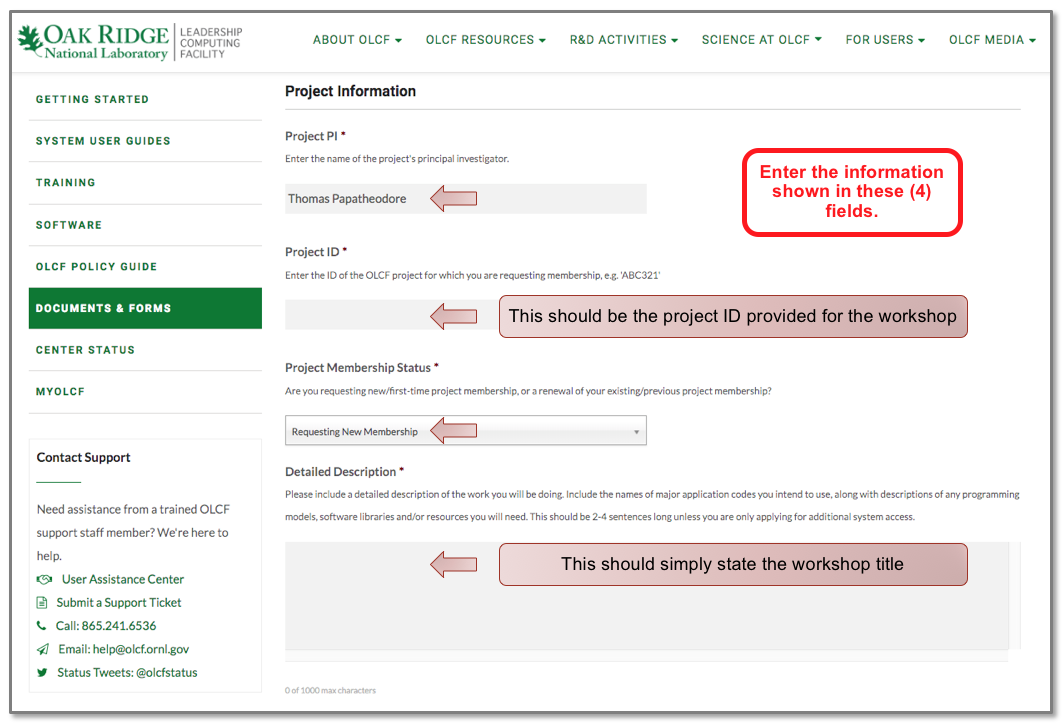 OAK RIDGE
National Laboratory
LEADERSHIP
COMPUTING
FACILITY
ABOUT OLCF
OLCF RESOURCES
R&D ACTIVITIES
SCIENCE AT OLCF
FOR USERS
OLCF MEDIA
GETTING STARTED
SYSTEM USER GUIDES
TRAINING
SOFTWARE
OLCF POLICY GUIDE
DOCUMENTS & FORMS
CENTER STATUS
MYOLCF
Contact Support
Need assistance from a trained OLCF
support staff member? We're here to
help.
User Assistance Center
Submit a Support Ticket
Call: 865.241.6536
Email: help@olcf.ornl.gov
Status Tweets: @olcfstatus
Project Information
Project PI *
Enter the name of the project's principal investigator.
Thomas Papatheodore
Enter the information
shown in these (4)
fields.
Project ID *
Enter the ID of the OLCF project for which you are requesting membership, e.g. 'ABC321'
This should be the project ID provided for the workshop
Project Membership Status *
Are you requesting new/first-time project membership, or a renewal of your existing/previous project membership?
Requesting New Membership
Detailed Description *
Please include a detailed description of the work you will be doing. Include the names of major application codes you intend to use, along with descriptions of any programming
models, software libraries and/or resources you will need. This should be 2-4 sentences long unless you are only applying for additional system access.
This should simply state the workshop title
0 of 1000 max characters